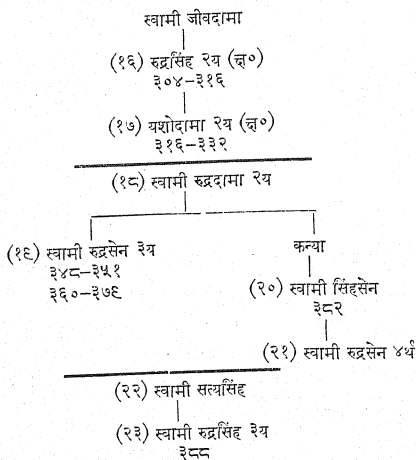 स्वामी जीवदामा
(१६) रुद्रसिंह २य (क्ष०)
३०४–३१६
(१७) यशोदामा २य (क्ष०)
३१६–३३२
(१८) स्वामी रुद्रदामा २य
(१९) स्वामी रुद्रसेन ३य
३४८–३५१
३६०–३७९
कन्या
(२०) स्वामी सिंहसेन
३८२
(२१) स्वामी रुद्रसेन ४र्थ
(२२) स्वामी सत्यसिंह
(२३) स्वामी रुद्रसिंह ३य
३८८